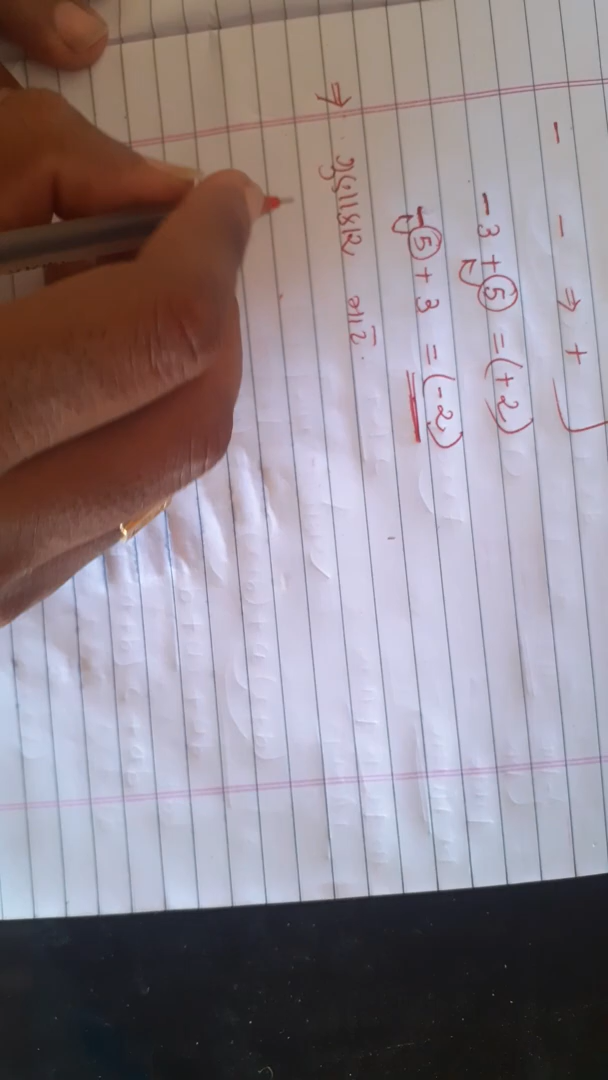 - - ⇒ +
- 3 + 5 = (+2)
- 5 + 3 = (-2)
⇒ ગુણાકાર માટે.